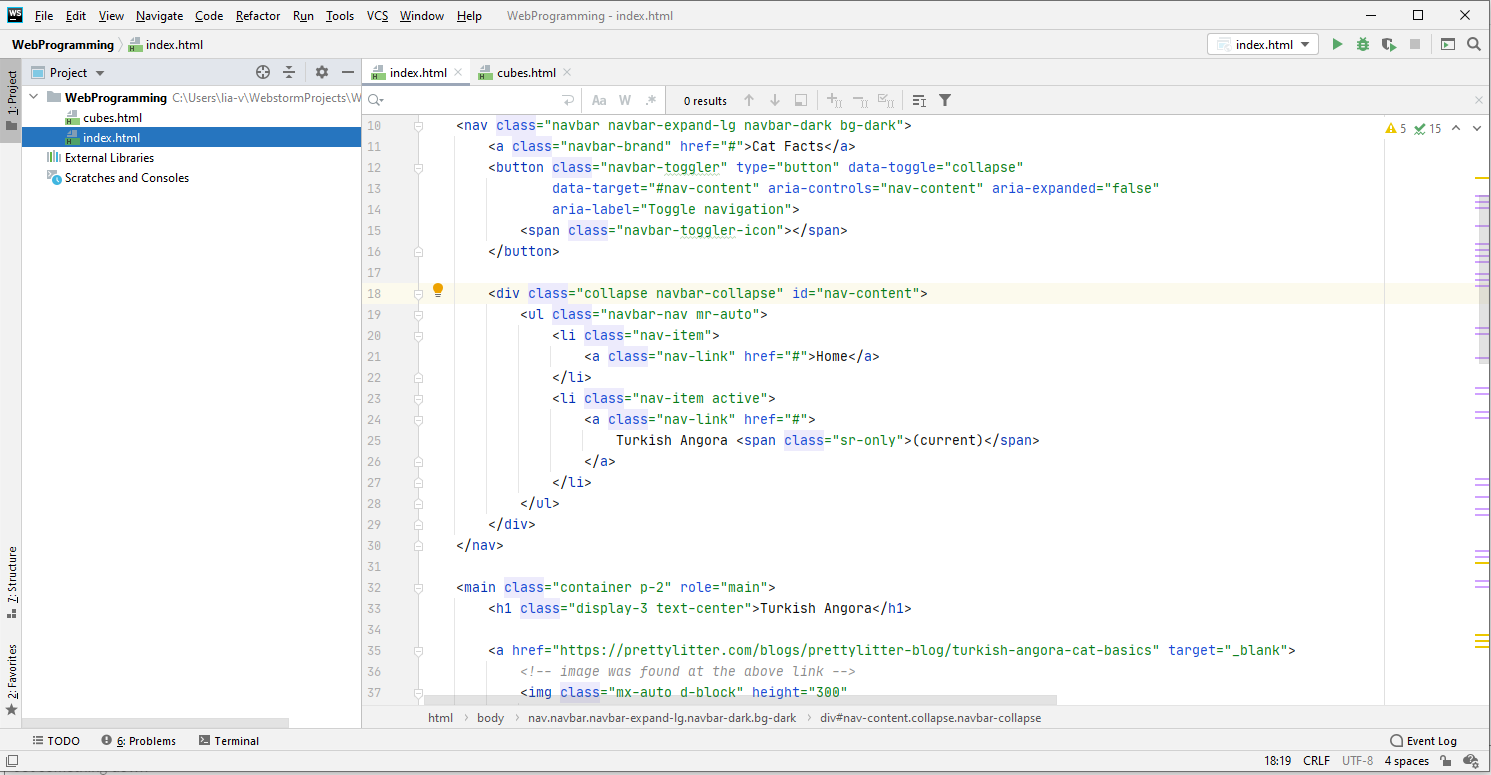 WS File Edit View Navigate Code Refactor Run Tools VCS Window Help WebProgramming - index.html
WebProgramming index.html index.html
Project index.html cubes.html
1: Project
WebProgramming C:\Users\lia-v\WebstormProjects\W
cubes.html
index.html
External Libraries
Scratches and Consoles
7: Structure
2: Favorites
Aa W .* 0 results
5 15
10 <nav class="navbar navbar-expand-lg navbar-dark bg-dark">
11 <a class="navbar-brand" href="#">Cat Facts</a>
12 <button class="navbar-toggler" type="button" data-toggle="collapse"
13 data-target="#nav-content" aria-controls="nav-content" aria-expanded="false"
14 aria-label="Toggle navigation">
15 <span class="navbar-toggler-icon"></span>
16 </button>
17
18 <div class="collapse navbar-collapse" id="nav-content">
19 <ul class="navbar-nav mr-auto">
20 <li class="nav-item">
21 <a class="nav-link" href="#">Home</a>
22 </li>
23 <li class="nav-item active">
24 <a class="nav-link" href="#">
25 Turkish Angora <span class="sr-only">(current)</span>
26 </a>
27 </li>
28 </ul>
29 </div>
30 </nav>
31
32 <main class="container p-2" role="main">
33 <h1 class="display-3 text-center">Turkish Angora</h1>
34
35 <a href="https://prettylitter.com/blogs/prettylitter-blog/turkish-angora-cat-basics" target="_blank">
36 <!-- image was found at the above link -->
37 <img class="mx-auto d-block" height="300"
html body nav.navbar.navbar-expand-lg.navbar-dark.bg-dark div#nav-content.collapse.navbar-collapse
TODO 6: Problems Terminal Event Log
18:19 CRLF UTF-8 4 spaces